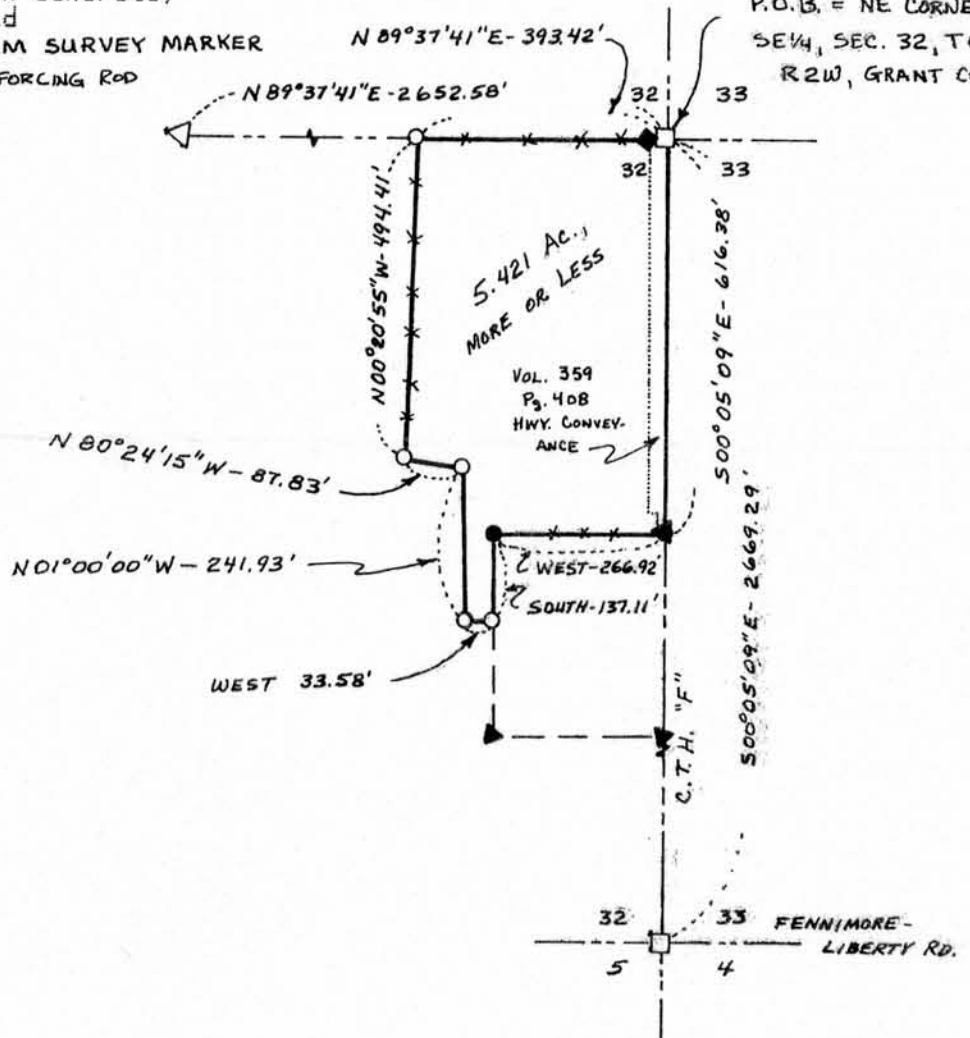 M SURVEY MARKER
FORCING ROD
N 89°37'41"E-393.42'
P.O.B. = NE CORNE
SE1/4, SEC. 32,
R2W, GRANT
N 89°37'41"E-2652.58'
32 33
32 33
N00°20'55"W-494.41'
5.421 AC.,
MORE OR LESS
S00°05'09"E-616.38'
VOL. 359
Pg. 408
HWY. CONVEY-
ANCE
N 80°24'15"W-87.83'
N01°00'00"W-241.93'
WEST-266.92'
SOUTH-137.11'
WEST 33.58'
S00°05'09"E-2669.29'
C.T.H. "F"
32 33
5 4
FENNIMORE-
LIBERTY RD.